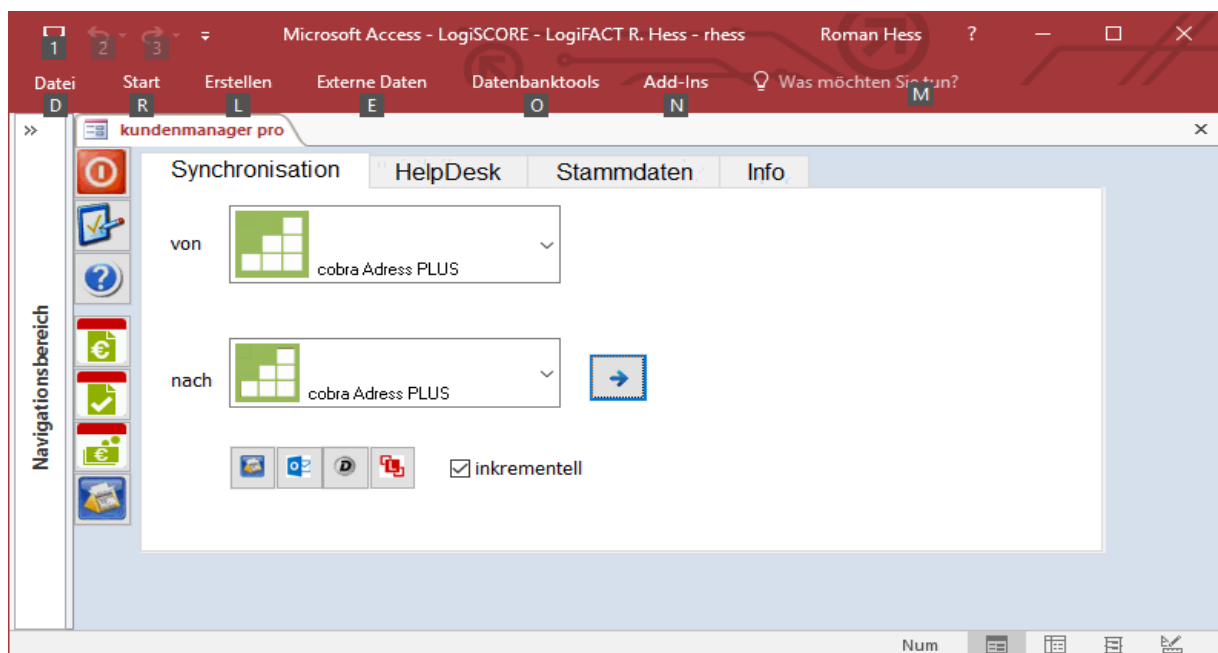 Microsoft Access - LogiSCORE - LogiFACT R. Hess - rhess Roman Hess ?
1 2 3
Datei Start Erstellen Externe Daten Datenbanktools Add-Ins Was möchten Sie tun?
D R L E O N M
» kundenmanager pro ×
Synchronisation HelpDesk Stammdaten Info
von
cobra Adress PLUS
Navigationsbereich
nach
cobra Adress PLUS
inkrementell
Num